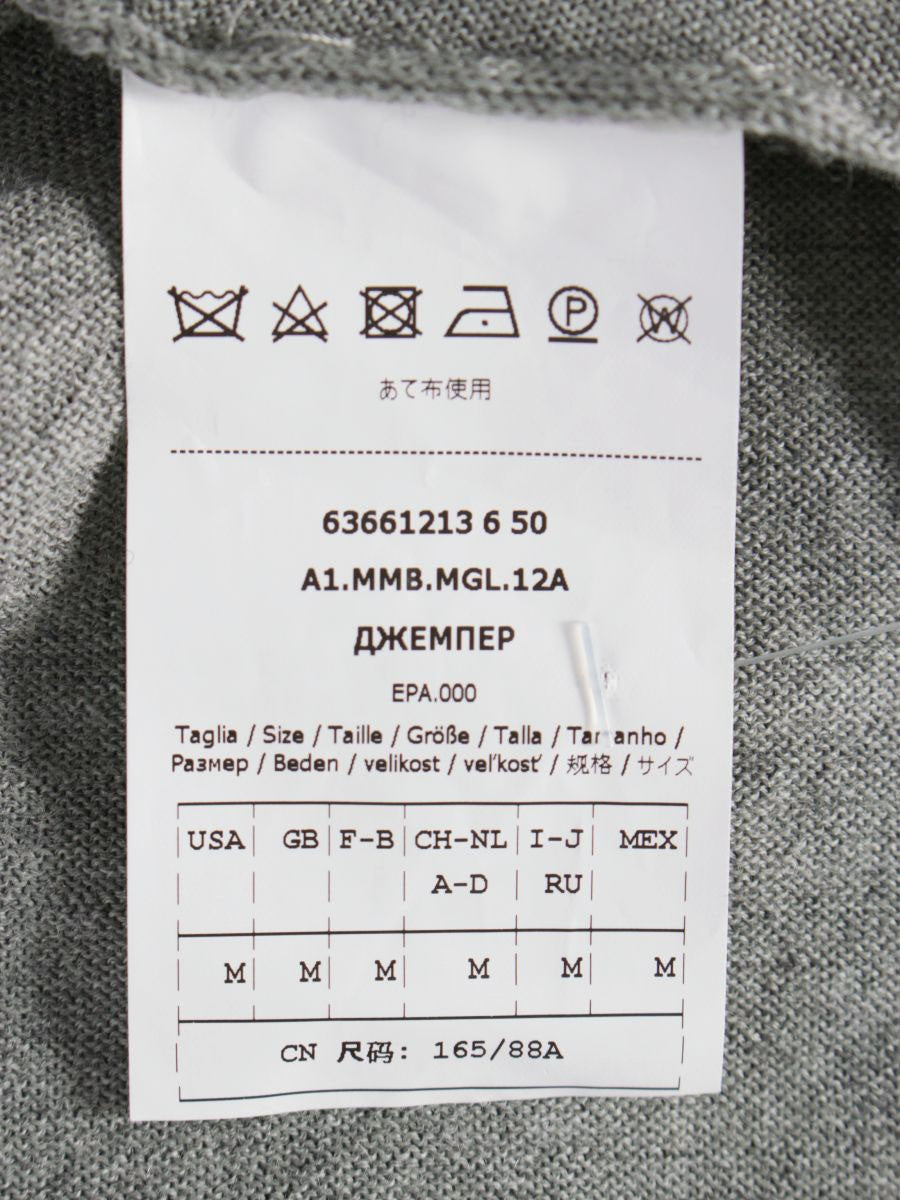 P W
あて布使用
63661213 6 50
A1.MMB.MGL.12A
ДЖЕМПЕР
EPA.000
Taglia / Size / Taille / Größe / Talla / /
Размер / Beden / velikost / veľkosť / 规格 / サイズ
USA GB F-B CH-NL I-J MEX
A-D RU
M M M M M M
CN 尺码: 165/88A